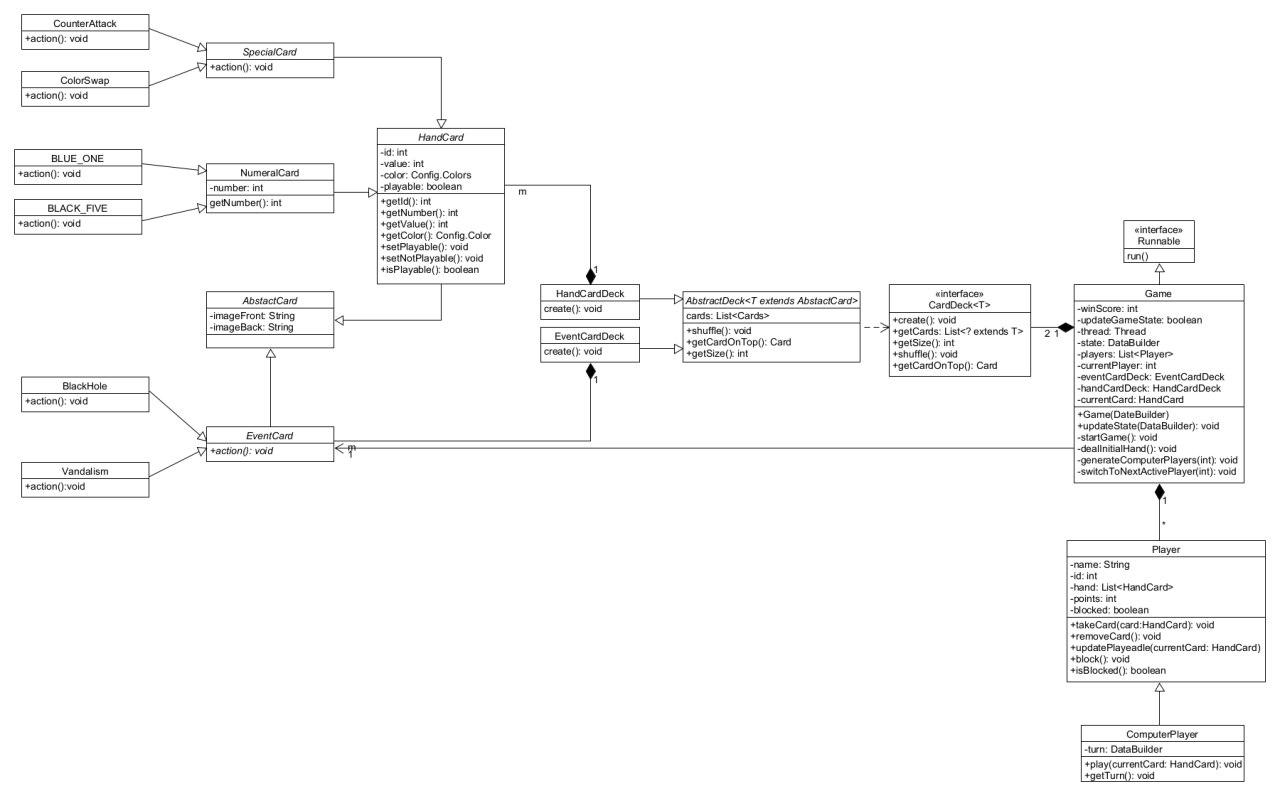 CounterAttack
+action(): void
ColorSwap
+action(): void
SpecialCard
+action(): void
BLUE_ONE
+action(): void
BLACK_FIVE
+action(): void
NumeralCard
-number: int
getNumber(): int
HandCard
-id: int
-value: int
-color: Config.Colors
-playable: boolean
+getId(): int
+getNumber(): int
+getValue(): int
+getColor(): Config.Color
+setPlayable(): void
+setNotPlayable(): void
+isPlayable(): boolean
m
1
AbstactCard
-imageFront: String
-imageBack: String
HandCardDeck
create(): void
EventCardDeck
create(): void
1
AbstractDeck<T extends AbstactCard>
cards: List<Cards>
+shuffle(): void
+getCardOnTop(): Card
+getSize(): int
«interface»
CardDeck<T>
+create(): void
+getCards: List<? extends T>
+getSize(): int
+shuffle(): void
+getCardOnTop(): Card
2 1
«interface»
Runnable
run()
Game
-winScore: int
-updateGameState: boolean
-thread: Thread
-state: DataBuilder
-players: List<Player>
-currentPlayer: int
-eventCardDeck: EventCardDeck
-handCardDeck: HandCardDeck
-currentCard: HandCard
+Game(DateBuilder)
+updateState(DataBuilder): void
-startGame(): void
-dealInitialHand(): void
-generateComputerPlayers(int): void
-switchToNextActivePlayer(int): void
BlackHole
+action(): void
Vandalism
+action():void
EventCard
+action(): void
m
1
1
*
Player
-name: String
-id: int
-hand: List<HandCard>
-points: int
-blocked: boolean
+takeCard(card:HandCard): void
+removeCard(): void
+updatePlayeadle(currentCard: HandCard)
+block(): void
+isBlocked(): boolean
ComputerPlayer
-turn: DataBuilder
+play(currentCard: HandCard): void
+getTurn(): void